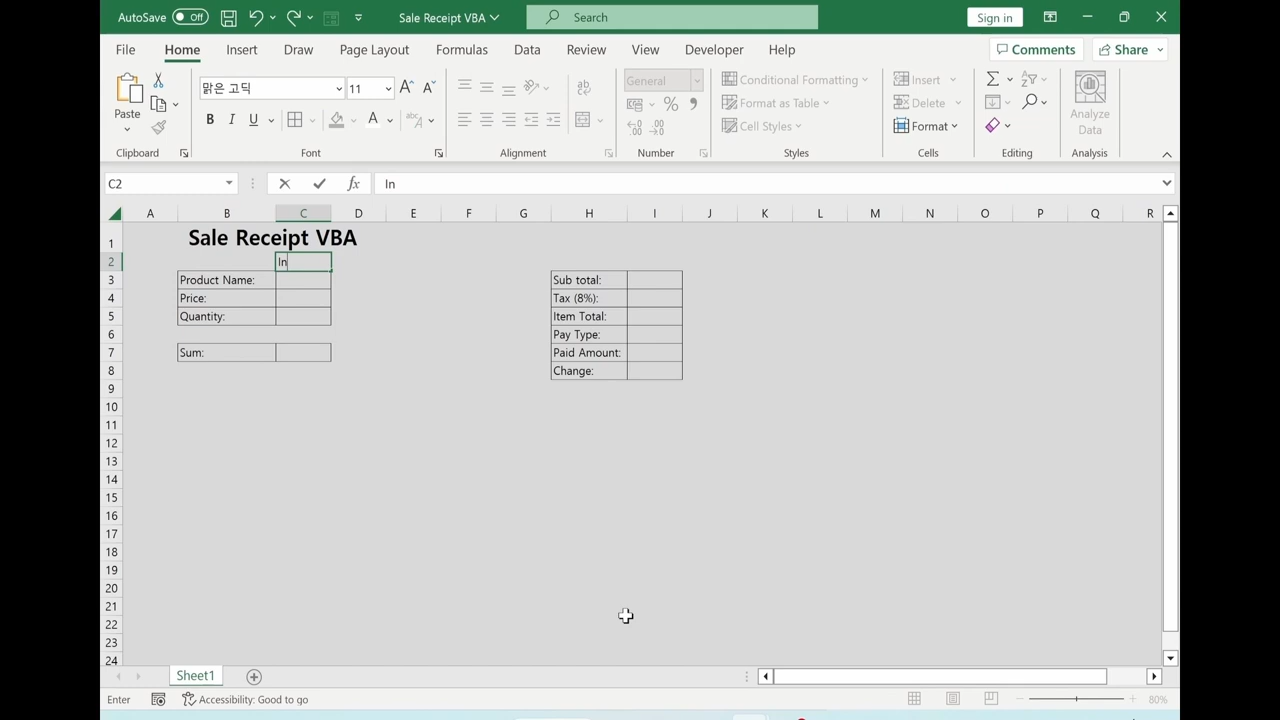 AutoSave Off Sale Receipt VBA Search Sign in
File Home Insert Draw Page Layout Formulas Data Review View Developer Help Comments Share
Paste
맑은 고딕 11
B I U A
General
%
Conditional Formatting
Format as Table
Cell Styles
Insert
Delete
Format
Analyze
Data
Clipboard Font Alignment Number Styles Cells Editing Analysis
C2 fx In
A B C D E F G H I J K L M N O P Q R
1 Sale Receipt VBA
2 In
3 Product Name: Sub total:
4 Price: Tax (8%):
5 Quantity: Item Total:
6 Pay Type:
7 Sum: Paid Amount:
8 Change:
9
10
11
12
13
14
15
16
17
18
19
20
21
22
23
24
Sheet1
Enter Accessibility: Good to go 80%